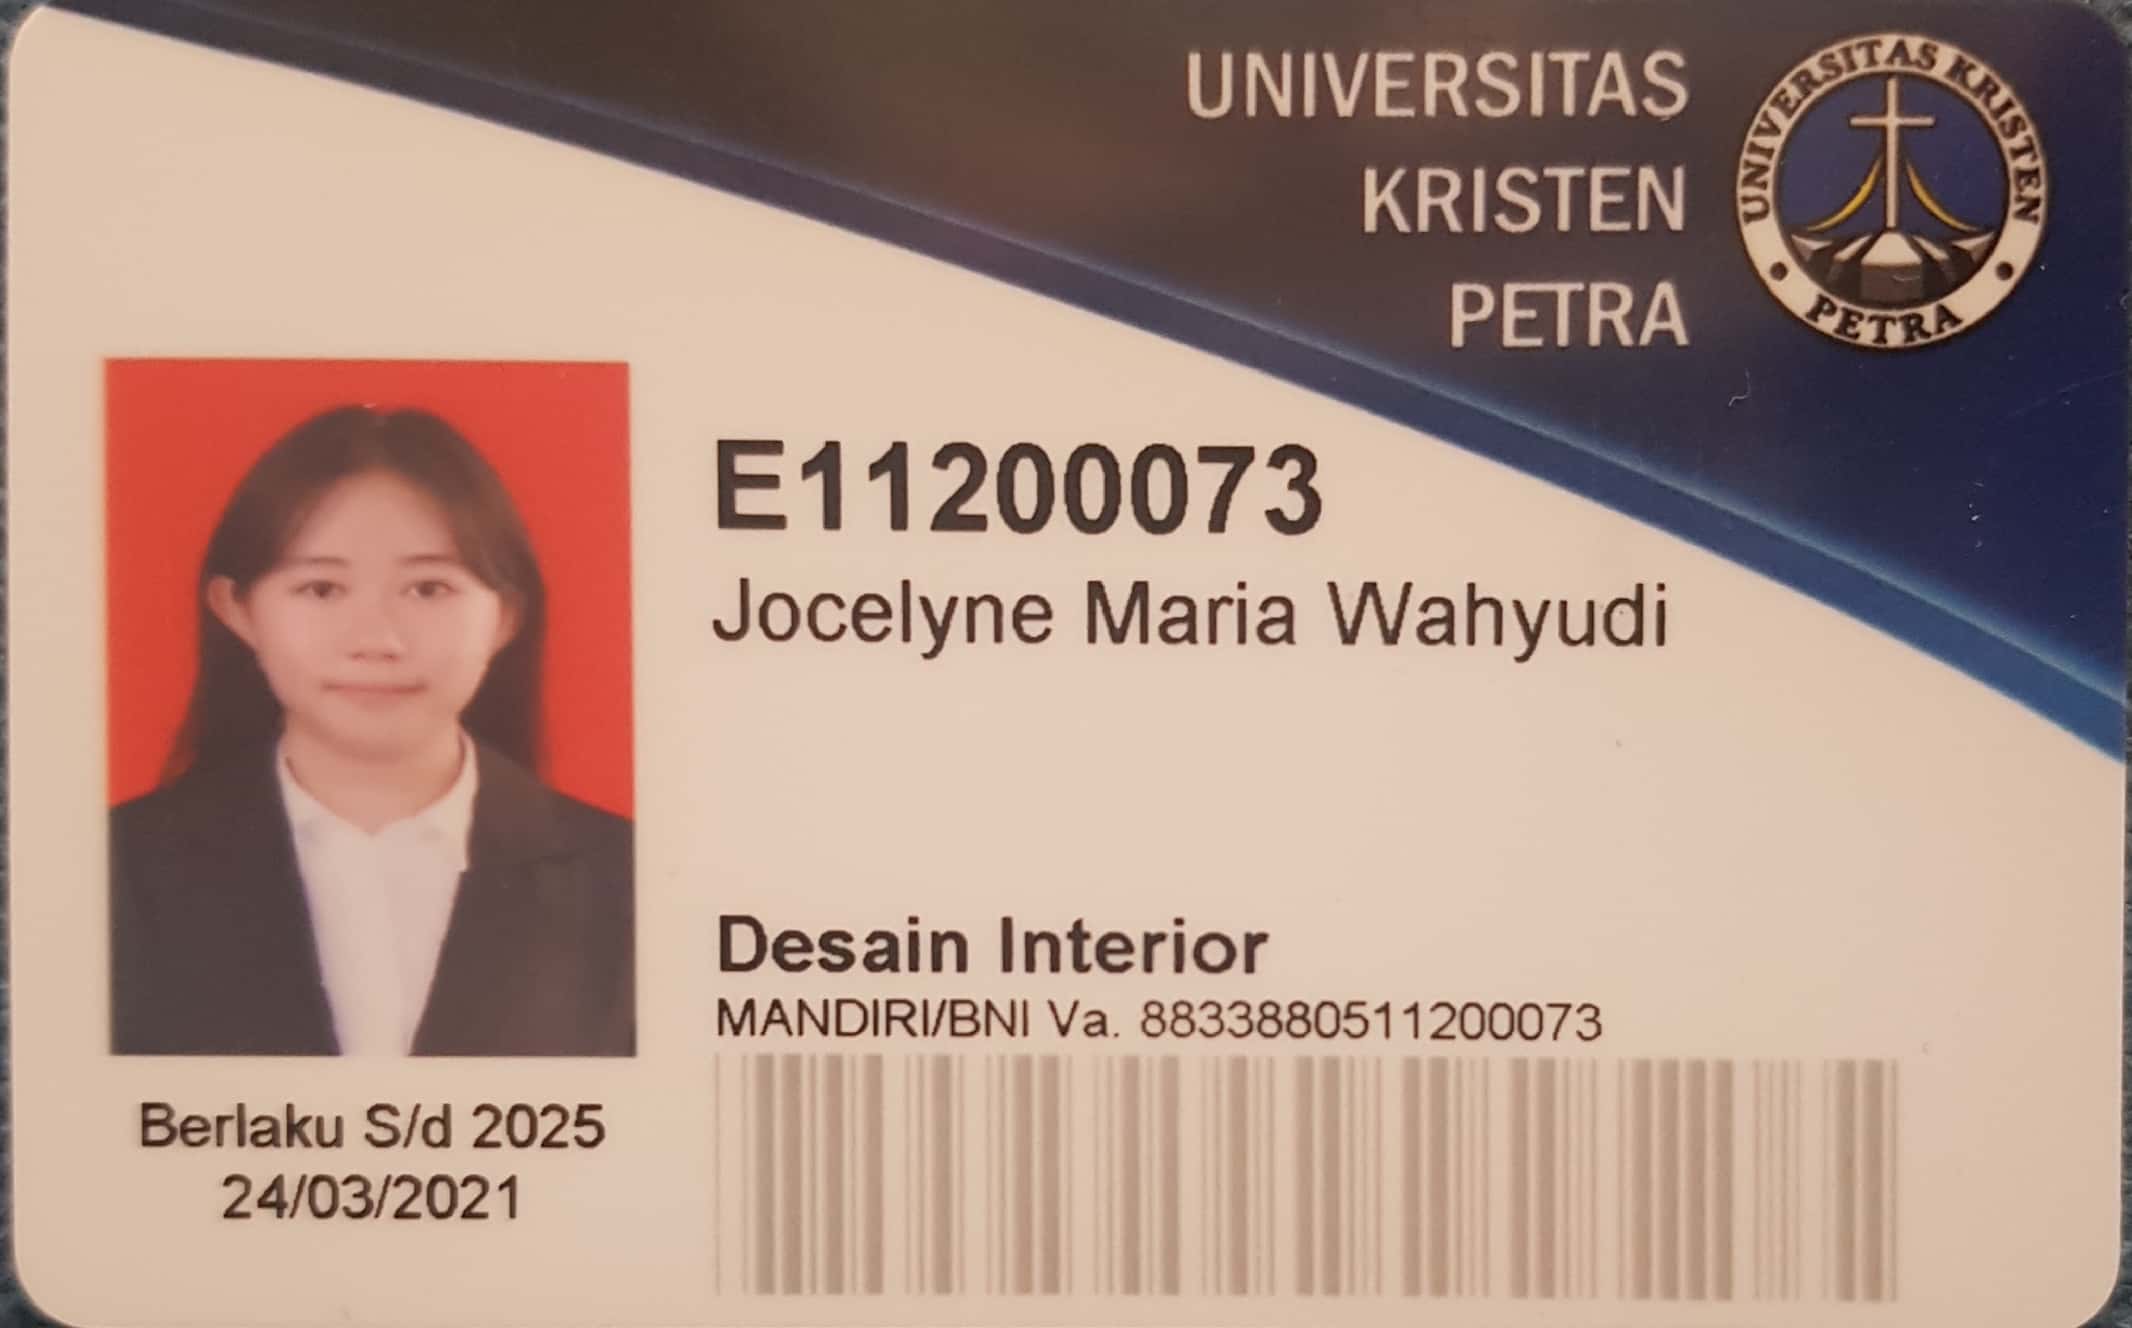 UNIVERSITAS
KRISTEN
PETRA
UNIVERSITAS KRISTEN
PETRA
E11200073
Jocelyne Maria Wahyudi
Desain Interior
MANDIRI/BNI Va. 8833880511200073
Berlaku S/d 2025
24/03/2021